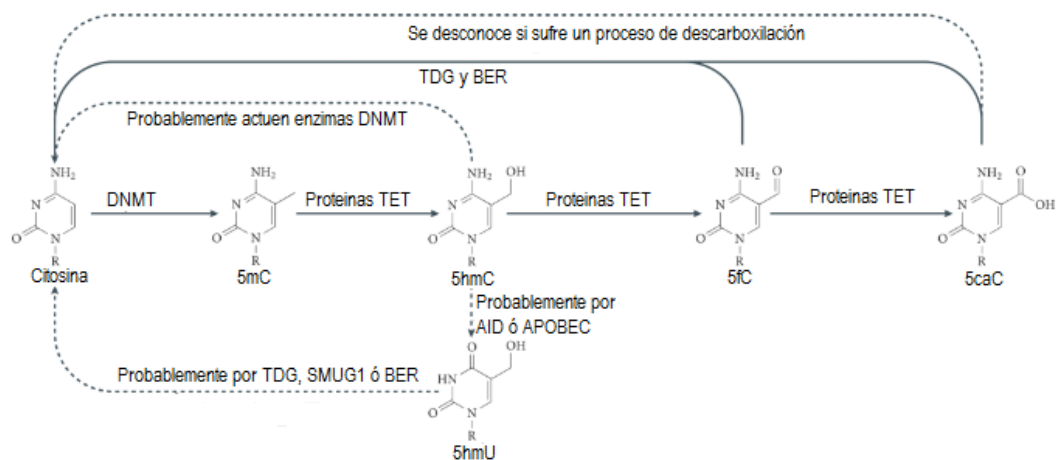 Se desconoce si sufre un proceso de descarboxilación
TDG y BER
Probablemente actuen enzimas DNMT
NH2
N
O
N
R
Citosina
DNMT
NH2
N
O
N
R
5mC
Proteinas TET
NH2
OH
N
O
N
R
5hmC
Proteinas TET
NH2
O
N
O
N
R
5fC
Proteinas TET
NH2
O
OH
N
O
N
R
5caC
Probablemente por
AID ó APOBEC
Probablemente por TDG, SMUG1 ó BER
O
OH
HN
O
N
R
5hmU